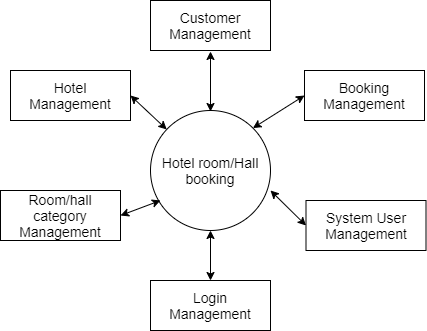 Customer
Management
Hotel
Management
Booking
Management
Hotel room/Hall
booking
Room/hall
category
Management
System User
Management
Login
Management